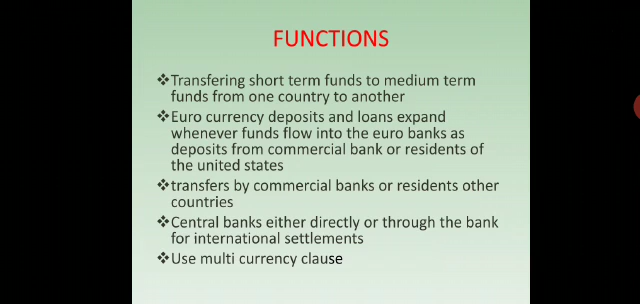 FUNCTIONS
❖Transfering short term funds to medium term
funds from one country to another
❖Euro currency deposits and loans expand
whenever funds flow into the euro banks as
deposits from commercial bank or residents of
the united states
❖transfers by commercial banks or residents other
countries
❖Central banks either directly or through the bank
for international settlements
❖Use multi currency clause